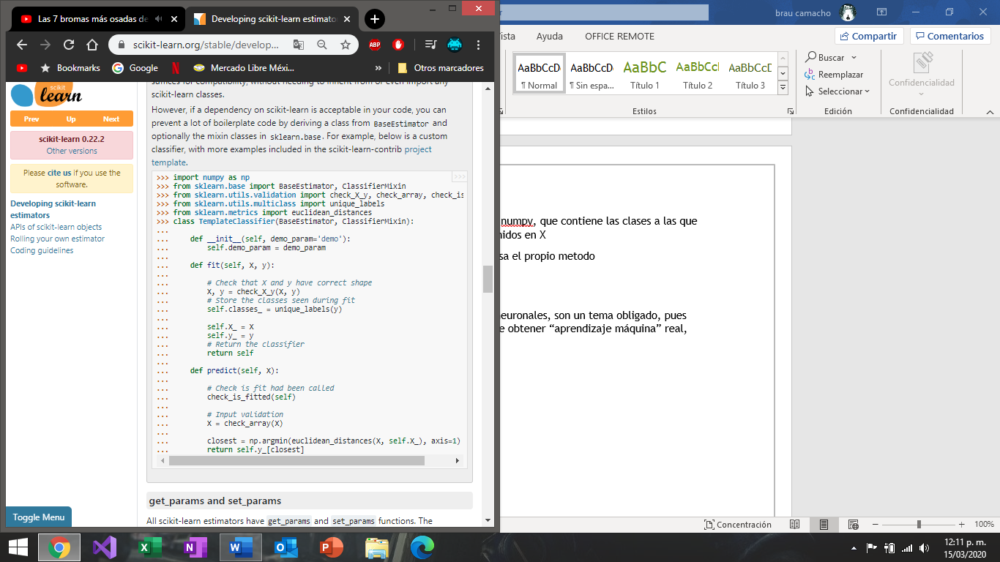 Las 7 bromas más osadas de
Developing scikit-learn estimato
brau camacho
scikit-learn.org/stable/develop...
ABP
Bookmarks
Google
Mercado Libre Méxi...
»
Otros marcadores
Ayuda
OFFICE REMOTE
Compartir
Comentarios
AaBbCcD
¶ Normal
AaBbCcD
¶ Sin espa...
AaBbC
Título 1
AaBbCcI
Título 2
AaBbCcE
Título 3
Estilos
Buscar
Reemplazar
Seleccionar
Edición
Confidencialidad
Confidencialidad
scikit
learn
Prev Up Next
scikit-learn 0.22.2
Other versions
Please cite us if you use the
software.
Developing scikit-learn
estimators
APIs of scikit-learn objects
Rolling your own estimator
Coding guidelines
Toggle Menu
suffices for compatibility, without needing to inherit from or even import any
scikit-learn classes.
However, if a dependency on scikit-learn is acceptable in your code, you can
prevent a lot of boilerplate code by deriving a class from BaseEstimator and
optionally the mixin classes in sklearn.base. For example, below is a custom
classifier, with more examples included in the scikit-learn-contrib project
template.
>>>
>>> import numpy as np
>>> from sklearn.base import BaseEstimator, ClassifierMixin
>>> from sklearn.utils.validation import check_X_y, check_array, check_is
>>> from sklearn.utils.multiclass import unique_labels
>>> from sklearn.metrics import euclidean_distances
>>> class TemplateClassifier(BaseEstimator, ClassifierMixin):
...
...     def __init__(self, demo_param='demo'):
...         self.demo_param = demo_param
...
...     def fit(self, X, y):
...
...         # Check that X and y have correct shape
...         X, y = check_X_y(X, y)
...         # Store the classes seen during fit
...         self.classes_ = unique_labels(y)
...
...         self.X_ = X
...         self.y_ = y
...         # Return the classifier
...         return self
...
...     def predict(self, X):
...
...         # Check is fit had been called
...         check_is_fitted(self)
...
...         # Input validation
...         X = check_array(X)
...
...         closest = np.argmin(euclidean_distances(X, self.X_), axis=1)
...         return self.y_[closest]
get_params and set_params
All scikit-learn estimators have get_params and set_params functions. The
numpy, que contiene las clases a las que
nidos en X
sa el propio metodo
euronales, son un tema obligado, pues
e obtener “aprendizaje máquina” real,
Concentración
100%
12:11 p. m.
15/03/2020